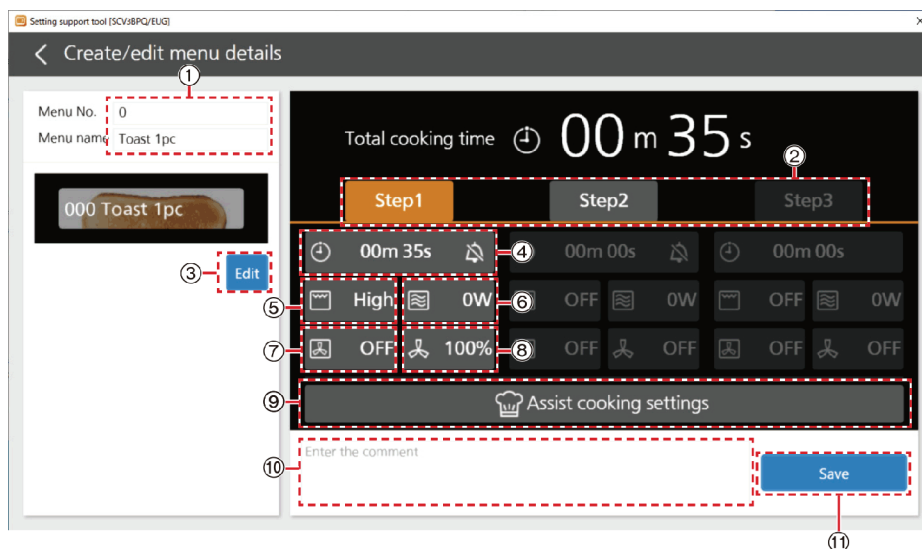 Setting support tool [SCV3BPQ/EUG]
Create/edit menu details
①
Menu No. 0
Menu name Toast 1pc
000 Toast 1pc
③ Edit
Total cooking time 00 m 35 s
②
Step1 Step2 Step3
00m 35s ④ 00m 00s 00m 00s
⑤ High 0W ⑥ OFF 0W OFF 0W
⑦ OFF 100% ⑧ OFF OFF OFF OFF
⑨ Assist cooking settings
⑩ Enter the comment
Save
⑪